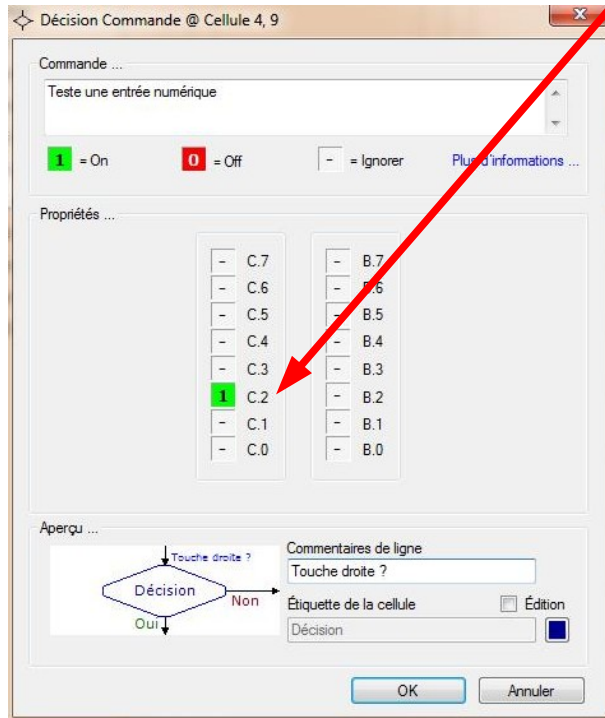 Décision Commande @ Cellule 4, 9
x
Commande ...
Teste une entrée numérique
1 = On 0 = Off - = Ignorer Plus d'informations ...
Propriétés ...
- C.7 - B.7
- C.6 - B.6
- C.5 - B.5
- C.4 - B.4
- C.3 - B.3
1 C.2 - B.2
- C.1 - B.1
- C.0 - B.0
Aperçu ...
Touche droite ?
Décision
Non
Oui
Commentaires de ligne
Touche droite ?
Étiquette de la cellule Édition
Décision
OK Annuler